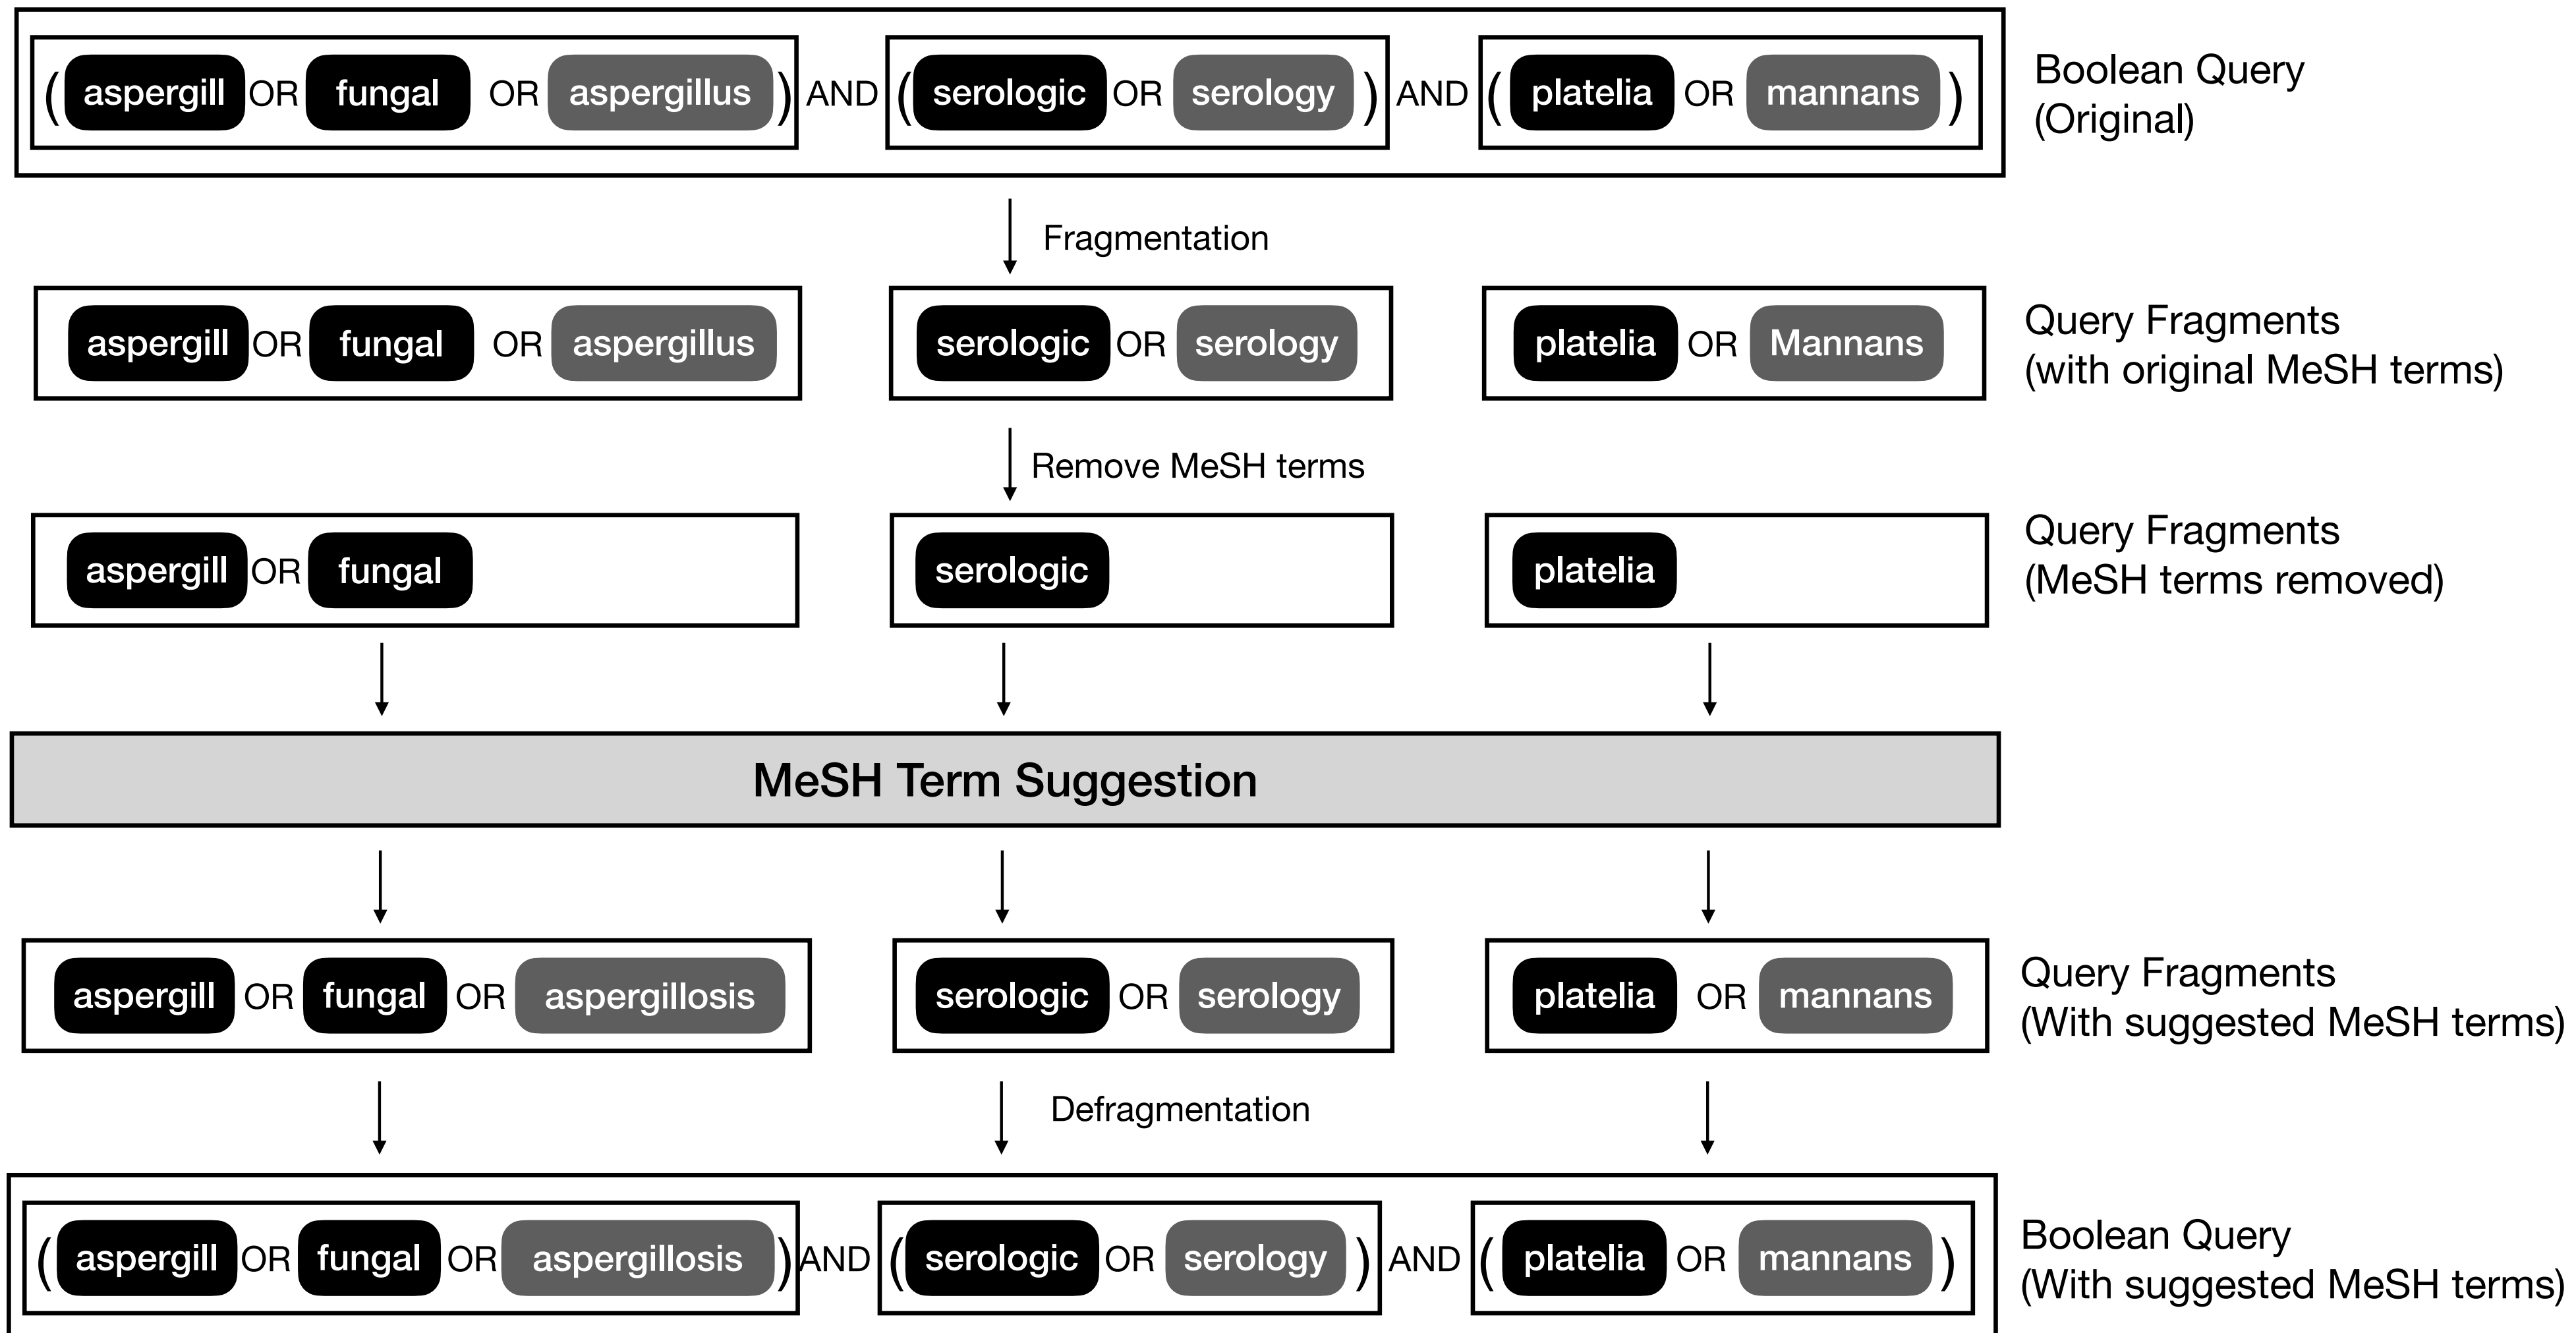 (aspergill OR fungal OR aspergillus) AND (serologic OR serology) AND (platelia OR mannans)
Boolean Query
(Original)
Fragmentation
aspergill OR fungal OR aspergillus
serologic OR serology
platelia OR Mannans
Query Fragments
(with original MeSH terms)
Remove MeSH terms
aspergill OR fungal
serologic
platelia
Query Fragments
(MeSH terms removed)
MeSH Term Suggestion
aspergill OR fungal OR aspergillosis
serologic OR serology
platelia OR mannans
Query Fragments
(With suggested MeSH terms)
Defragmentation
(aspergill OR fungal OR aspergillosis) AND (serologic OR serology) AND (platelia OR mannans)
Boolean Query
(With suggested MeSH terms)